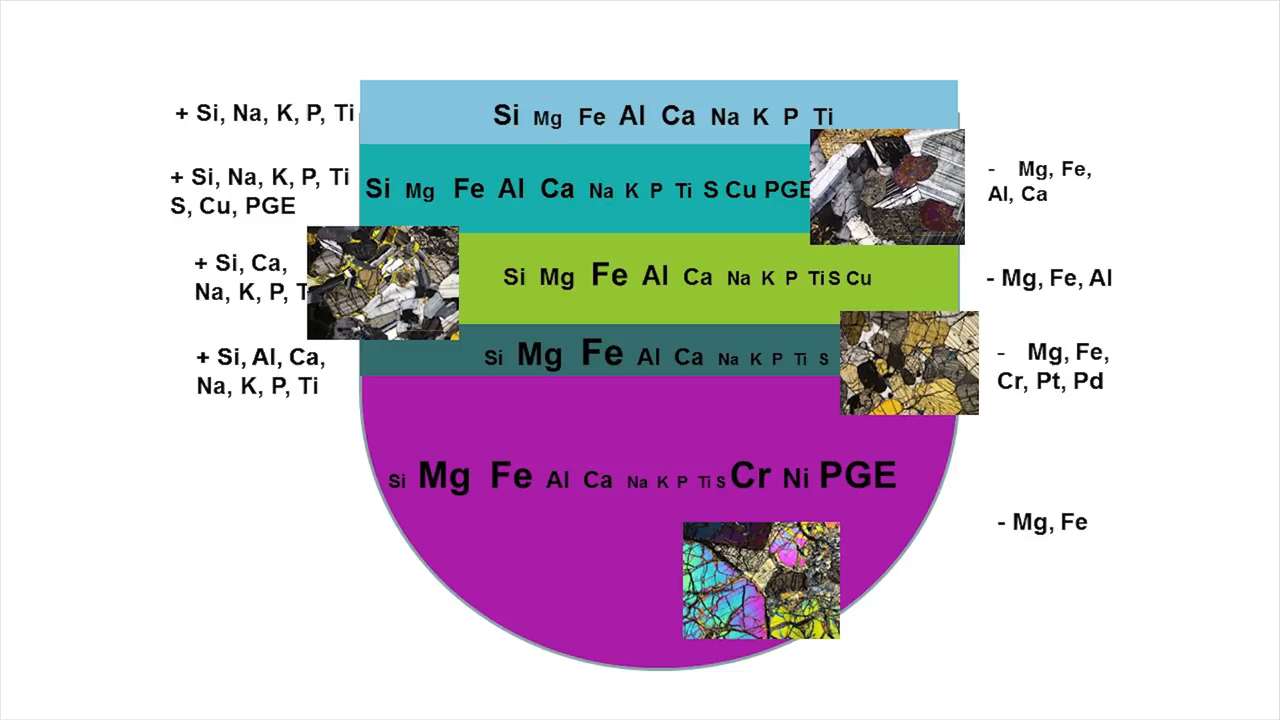 + Si, Na, K, P, Ti
Si Mg Fe Al Ca Na K P Ti
+ Si, Na, K, P, Ti
S, Cu, PGE
Si Mg Fe Al Ca Na K P Ti S Cu PGE
- Mg, Fe,
Al, Ca
+ Si, Ca,
Na, K, P, T
Si Mg Fe Al Ca Na K P Ti S Cu
- Mg, Fe, Al
+ Si, Al, Ca,
Na, K, P, Ti
Si Mg Fe Al Ca Na K P Ti S
- Mg, Fe,
Cr, Pt, Pd
Si Mg Fe Al Ca Na K P Ti S Cr Ni PGE
- Mg, Fe